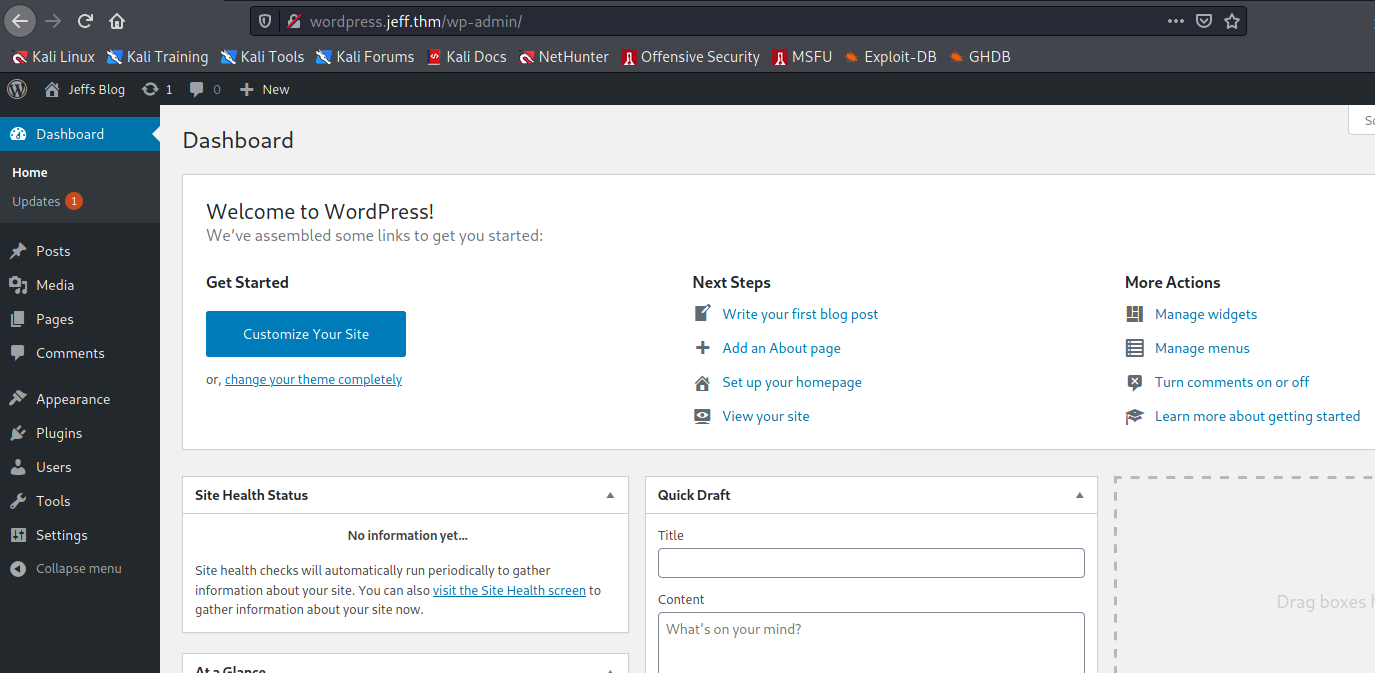 wordpress.jeff.thm/wp-admin/
Kali Linux Kali Training Kali Tools Kali Forums Kali Docs NetHunter Offensive Security MSFU Exploit-DB GHDB
Jeffs Blog 1 0 New
Dashboard
Home
Updates 1
Posts
Media
Pages
Comments
Appearance
Plugins
Users
Tools
Settings
Collapse menu
Dashboard
Welcome to WordPress!
We've assembled some links to get you started:
Get Started
Customize Your Site
or, change your theme completely
Next Steps
Write your first blog post
Add an About page
Set up your homepage
View your site
More Actions
Manage widgets
Manage menus
Turn comments on or off
Learn more about getting started
Site Health Status
No information yet...
Site health checks will automatically run periodically to gather
information about your site. You can also visit the Site Health screen to
gather information about your site now.
At a Glance
Quick Draft
Title
Content
What's on your mind?
Drag boxes